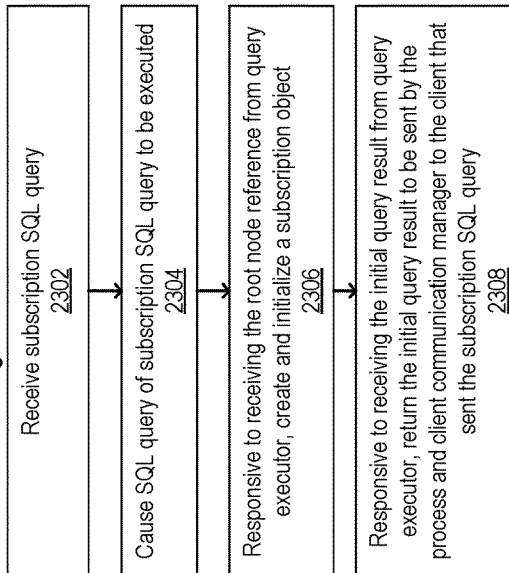 Receive subscription SQL query
2302
Cause SQL query of subscription SQL query to be executed
2304
Responsive to receiving the root node reference from query
executor, create and initialize a subscription object
2306
Responsive to receiving the initial query result from query
executor, return the initial query result to be sent by the
process and client communication manager to the client that
sent the subscription SQL query
2308